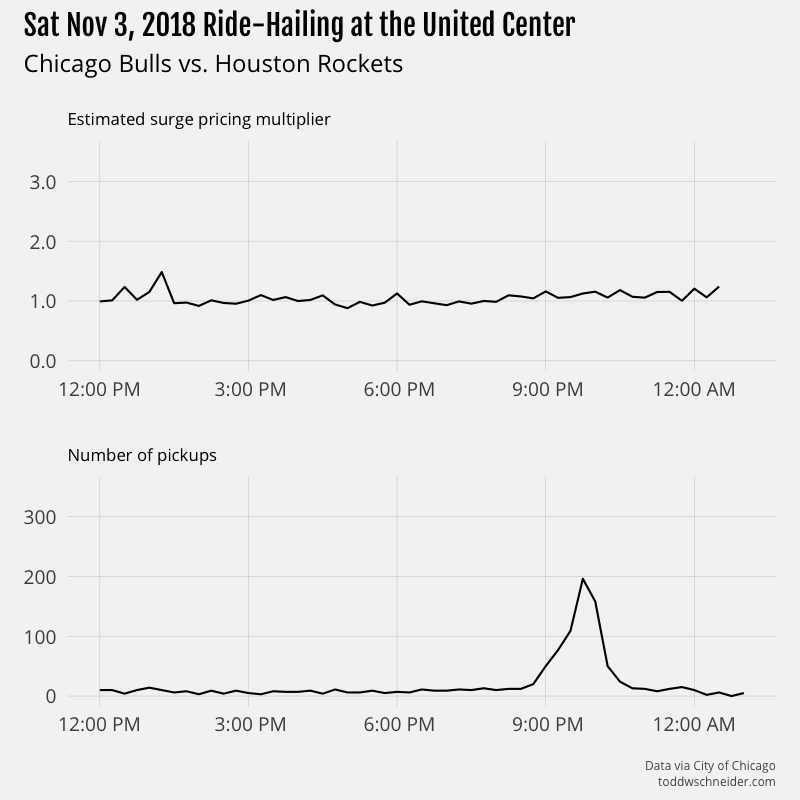 Sat Nov 3, 2018 Ride-Hailing at the United Center
Chicago Bulls vs. Houston Rockets
Estimated surge pricing multiplier
3.0
2.0
1.0
0.0
12:00 PM 3:00 PM 6:00 PM 9:00 PM 12:00 AM
Number of pickups
300
200
100
0
12:00 PM 3:00 PM 6:00 PM 9:00 PM 12:00 AM
Data via City of Chicago
toddwschneider.com